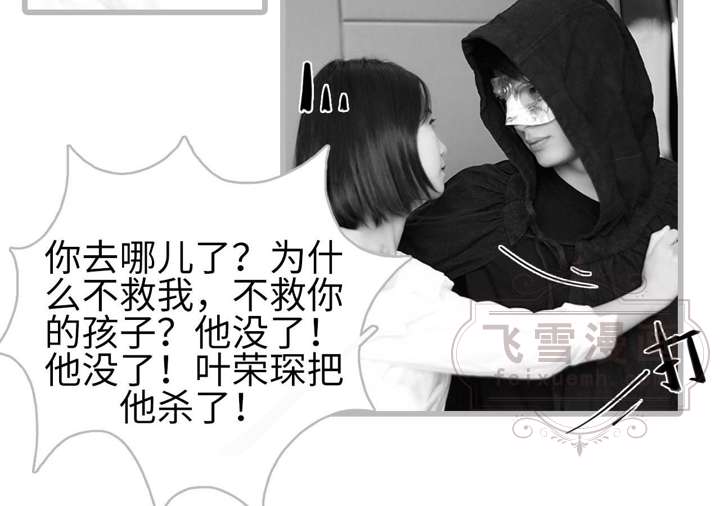 你去哪儿了？为什
么不救我，不救你
的孩子？他没了！
他没了！叶荣琛把
他杀了！
打
飞雪漫
feixuemh